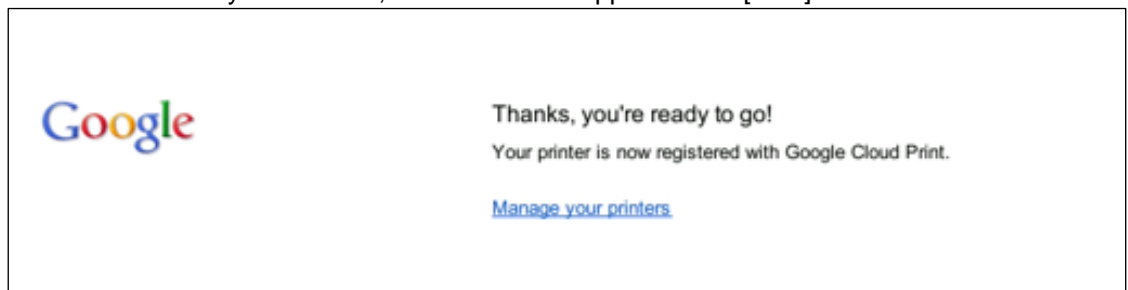 Google
Thanks, you're ready to go!
Your printer is now registered with Google Cloud Print.
Manage your printers